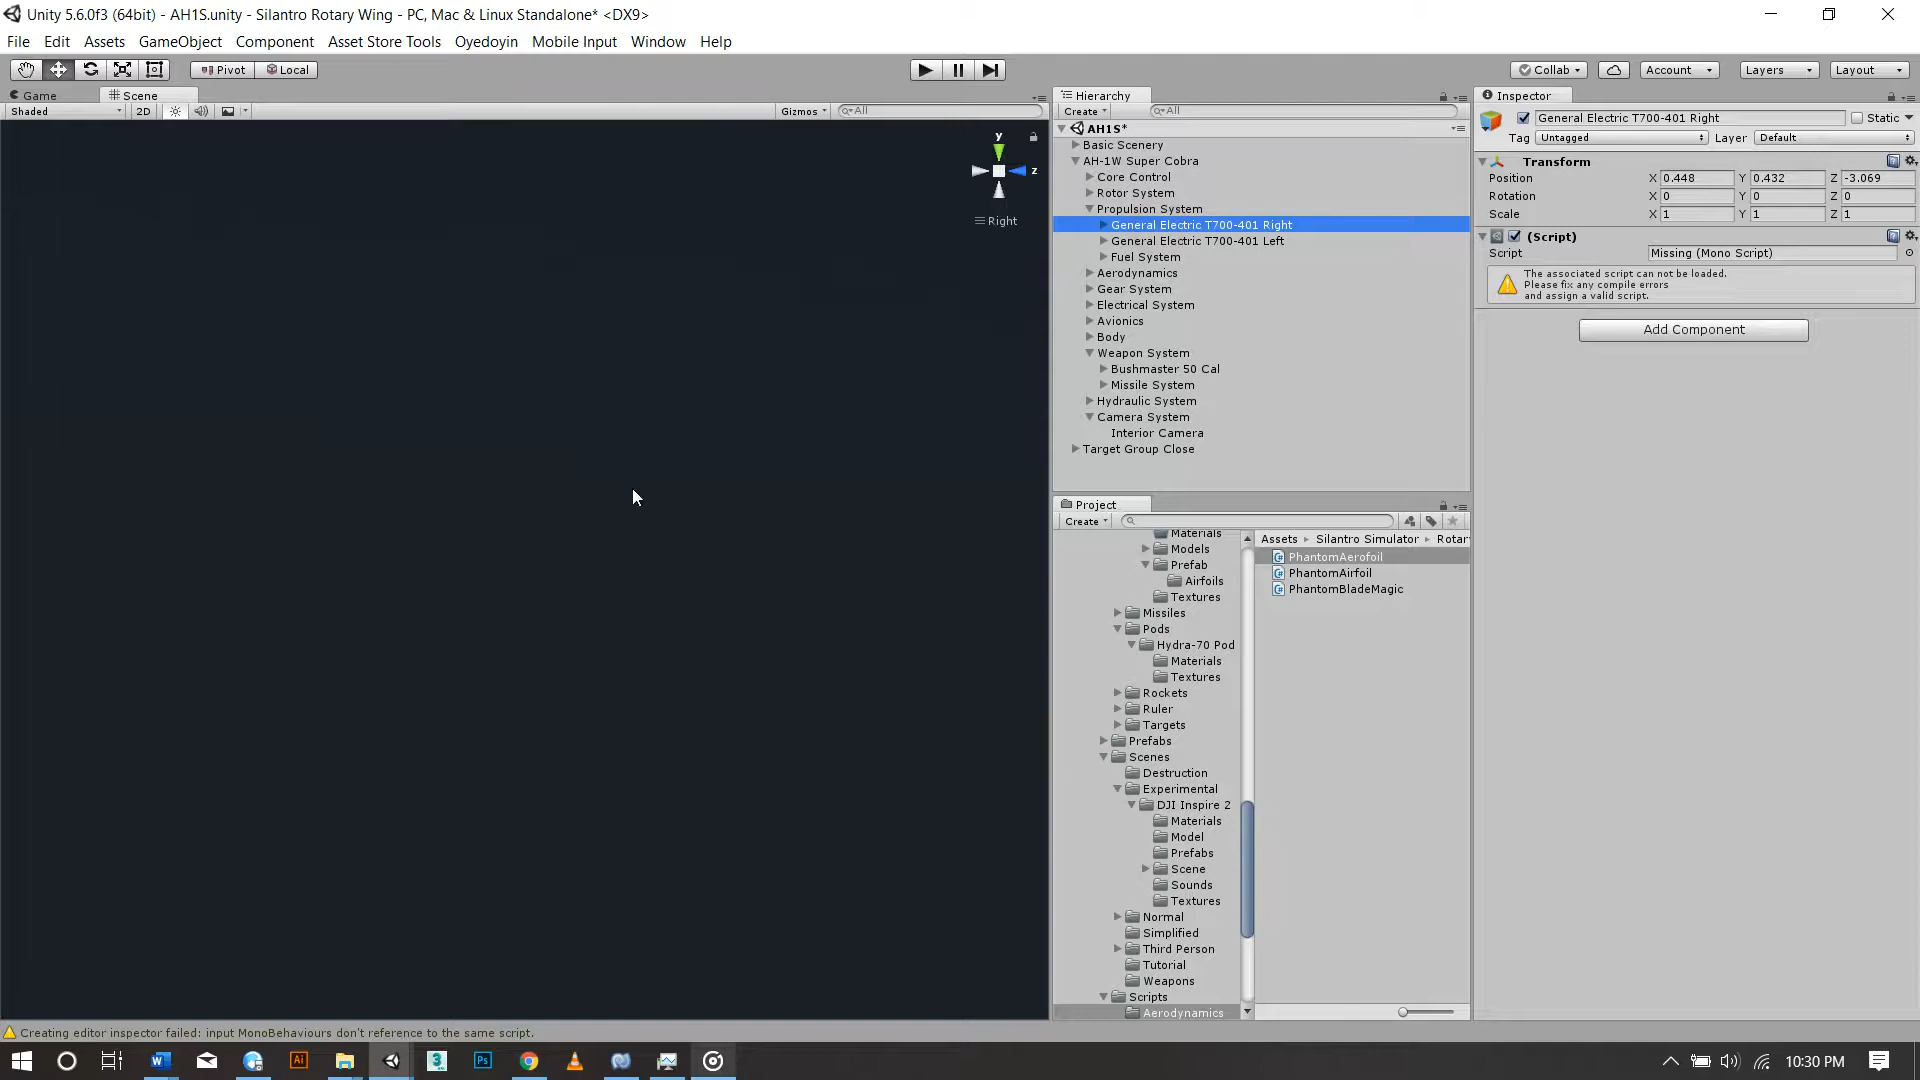 Unity 5.6.0f3 (64bit) - AH1S.unity - Silantro Rotary Wing - PC, Mac & Linux Standalone* <DX9>
File Edit Assets GameObject Component Asset Store Tools Oyedoyin Mobile Input Window Help
Pivot Local Collab Account Layers Layout
Game Scene
Shaded 2D Gizmos All
y
z
Right
Hierarchy
Create All
AH1S*
Basic Scenery
AH-1W Super Cobra
Core Control
Rotor System
Propulsion System
General Electric T700-401 Right
General Electric T700-401 Left
Fuel System
Aerodynamics
Gear System
Electrical System
Avionics
Body
Weapon System
Bushmaster 50 Cal
Missile System
Hydraulic System
Camera System
Interior Camera
Target Group Close
Project
Create
Materials
Models
Prefab
Airfoils
Textures
Missiles
Pods
Hydra-70 Pod
Materials
Textures
Rockets
Ruler
Targets
Prefabs
Scenes
Destruction
Experimental
DJI Inspire 2
Materials
Model
Prefabs
Scene
Sounds
Textures
Normal
Simplified
Third Person
Tutorial
Weapons
Scripts
Aerodynamics
Assets Silantro Simulator Rotar
PhantomAerofoil
PhantomAirfoil
PhantomBladeMagic
Inspector
General Electric T700-401 Right Static
Tag Untagged Layer Default
Transform
Position X 0.448 Y 0.432 Z -3.069
Rotation X 0 Y 0 Z 0
Scale X 1 Y 1 Z 1
(Script)
Script Missing (Mono Script)
The associated script can not be loaded.
Please fix any compile errors
and assign a valid script.
Add Component
Creating editor inspector failed: input MonoBehaviours don't reference to the same script.
W Ai 3 Ps 10:30 PM